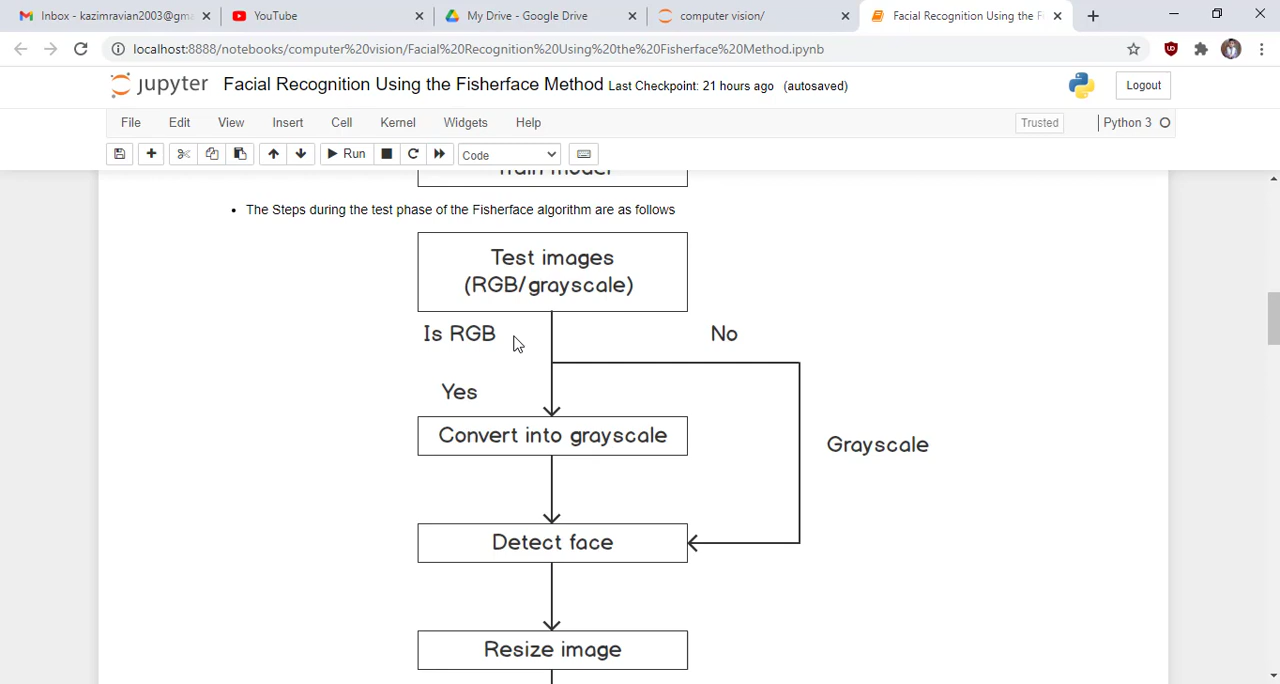 Inbox - kazimravian2003@gma
YouTube
My Drive - Google Drive
computer vision/
Facial Recognition Using the F
localhost:8888/notebooks/computer%20vision/Facial%20Recognition%20Using%20the%20Fisherface%20Method.ipynb
jupyter Facial Recognition Using the Fisherface Method Last Checkpoint: 21 hours ago (autosaved)
Logout
File Edit View Insert Cell Kernel Widgets Help
Trusted
Python 3
Run
Code
Train model
• The Steps during the test phase of the Fisherface algorithm are as follows
Test images
(RGB/grayscale)
Is RGB
No
Yes
Convert into grayscale
Grayscale
Detect face
Resize image